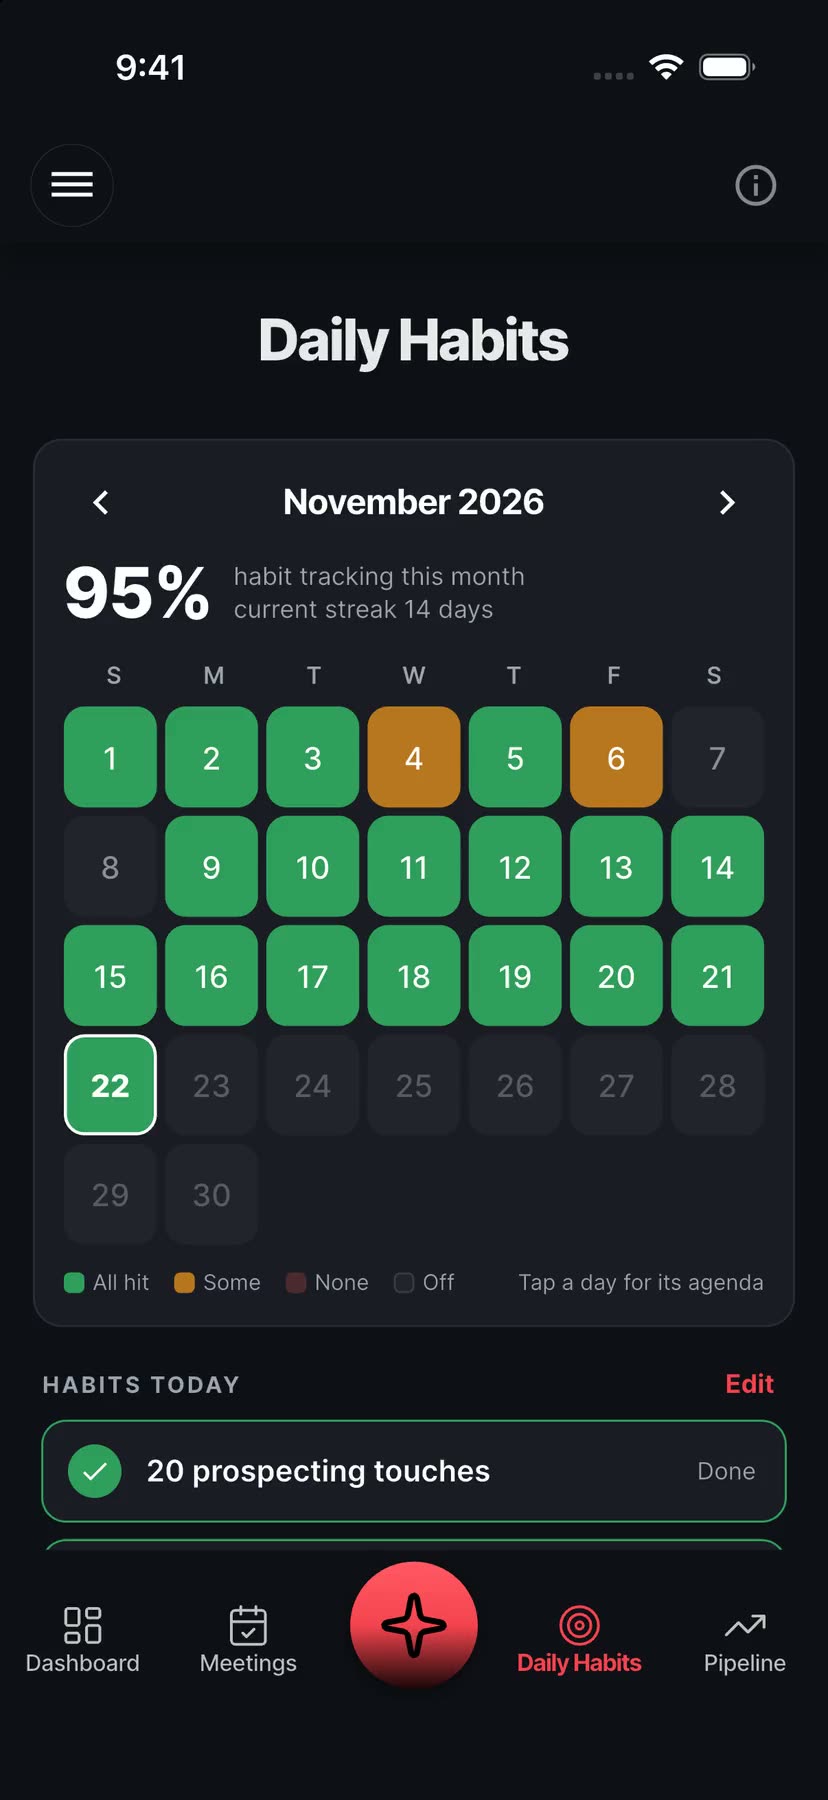 9:41
Daily Habits
November 2026
95%
habit tracking this month
current streak 14 days
S M T W T F S
1 2 3 4 5 6 7
8 9 10 11 12 13 14
15 16 17 18 19 20 21
22 23 24 25 26 27 28
29 30
All hit Some None Off Tap a day for its agenda
HABITS TODAY Edit
20 prospecting touches Done
Dashboard Meetings Daily Habits Pipeline